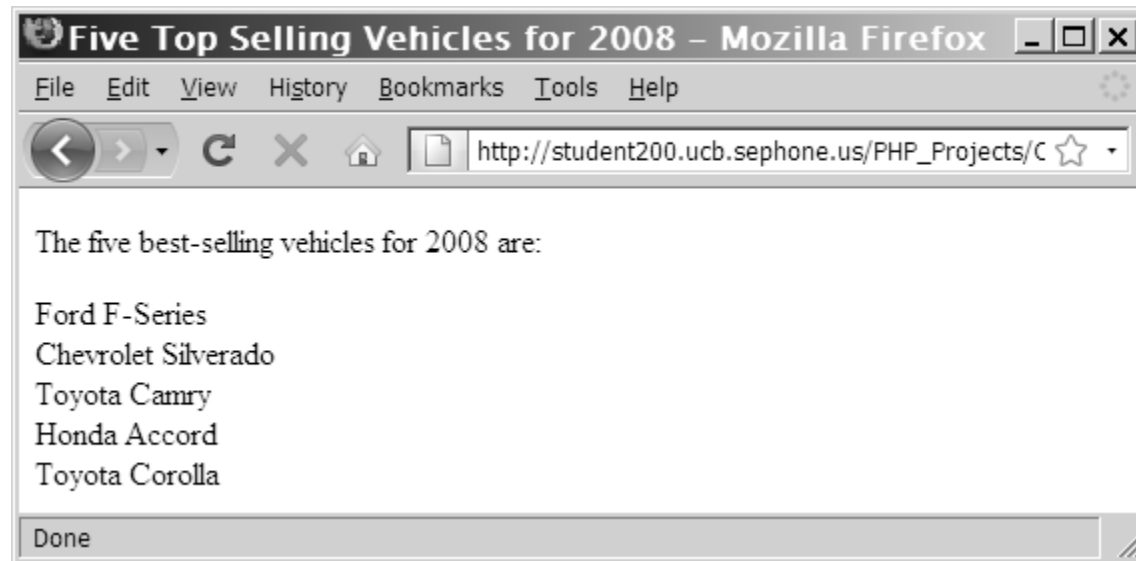 Five Top Selling Vehicles for 2008 – Mozilla Firefox
File Edit View History Bookmarks Tools Help
http://student200.ucb.sephone.us/PHP_Projects/C
The five best-selling vehicles for 2008 are:
Ford F-Series
Chevrolet Silverado
Toyota Camry
Honda Accord
Toyota Corolla
Done